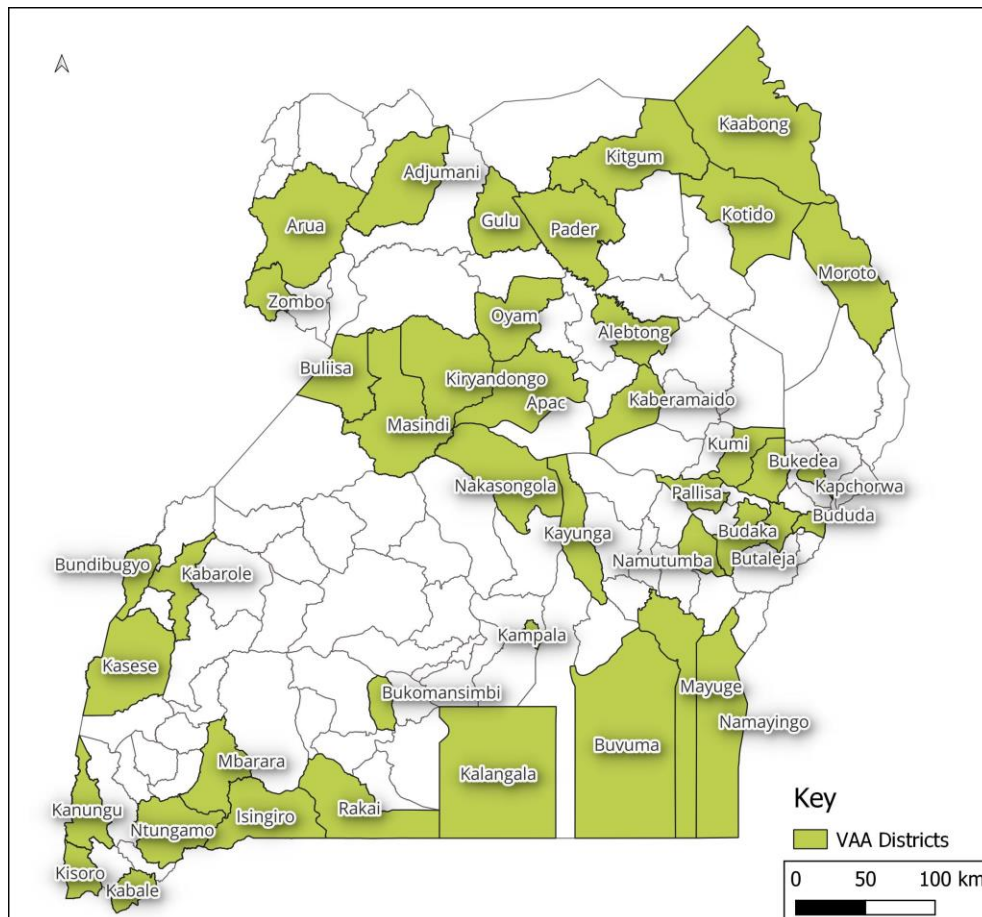 Kaabong
Kitgum
Adjumani
Kotido
Gulu
Arua
Pader
Moroto
Zombo
Oyam
Alebtong
Buliisa
Kiryandongo
Kaberamaido
Apac
Masindi
Kumi
Bukedea
Nakasongola
Pallisa
Kapchorwa
Bududa
Kayunga
Budaka
Bundibugyo
Namutumba
Butaleja
Kabarole
Kampala
Kasese
Bukomansimbi
Mayuge
Namayingo
Buvuma
Mbarara
Kalangala
Kanungu
Rakai
Isingiro
Ntungamo
Kisoro
Kabale
Key
VAA Districts
0 50 100 km